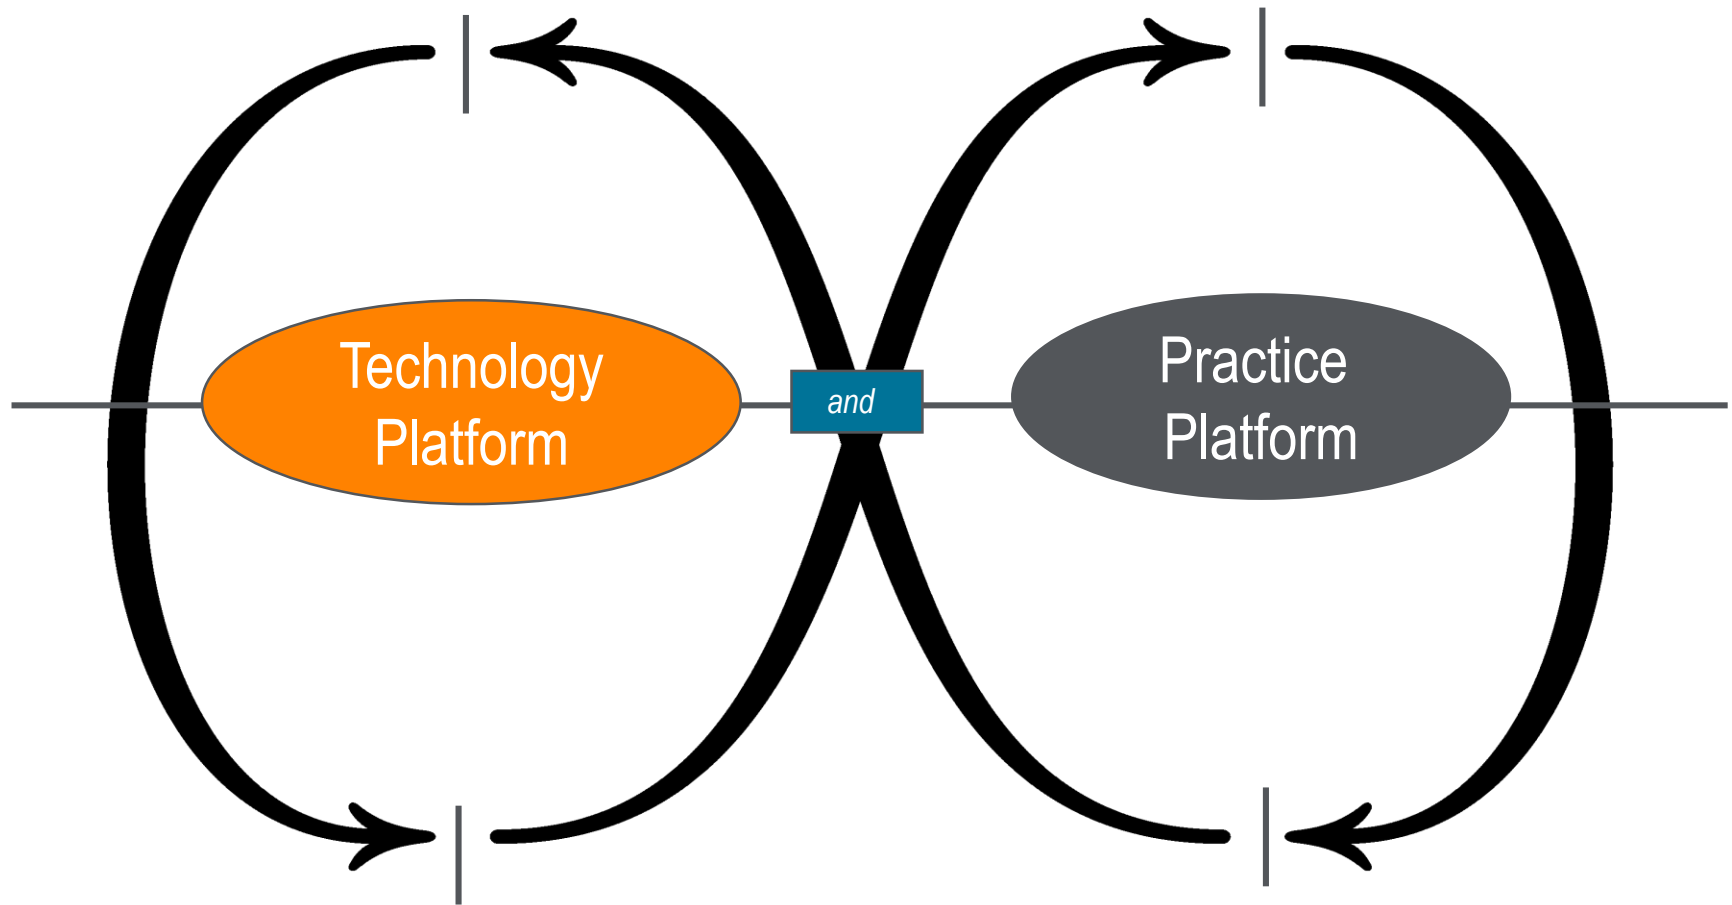 Technology
Platform
and
Practice
Platform